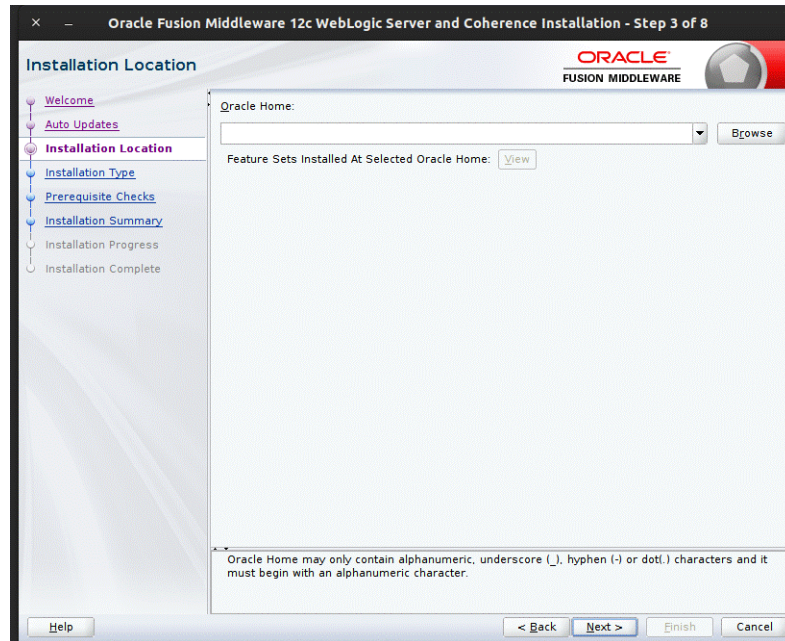 Oracle Fusion Middleware 12c WebLogic Server and Coherence Installation - Step 3 of 8
Installation Location
ORACLE
FUSION MIDDLEWARE
Welcome
Auto Updates
Installation Location
Installation Type
Prerequisite Checks
Installation Summary
Installation Progress
Installation Complete
Oracle Home:
Browse
Feature Sets Installed At Selected Oracle Home: View
Oracle Home may only contain alphanumeric, underscore (_), hyphen (-) or dot(.) characters and it
must begin with an alphanumeric character.
Help < Back Next > Finish Cancel